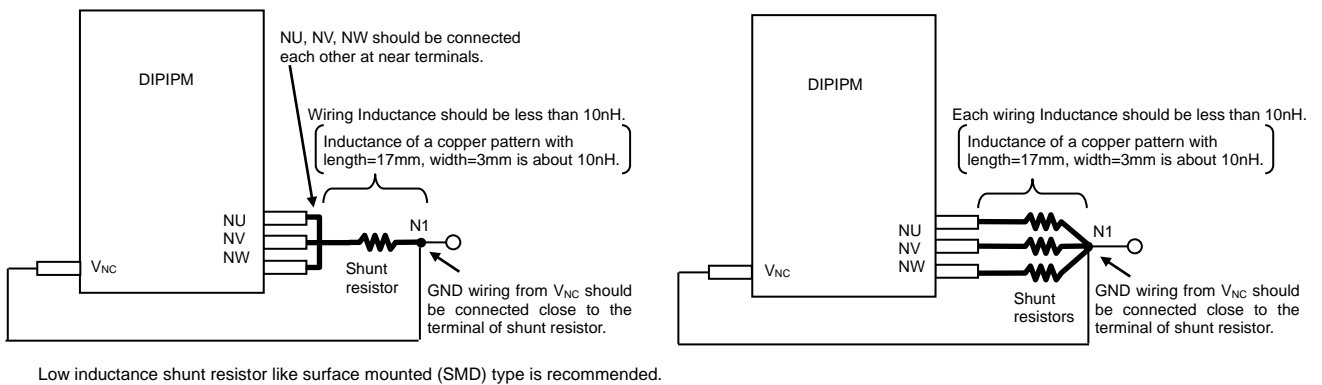 NU, NV, NW should be connected
each other at near terminals.
DIPIPM
Wiring Inductance should be less than 10nH.
Inductance of a copper pattern with
length=17mm, width=3mm is about 10nH.
NU
NV
NW
N1
VNC
Shunt
resistor
GND wiring from VNC should
be connected close to the
terminal of shunt resistor.
DIPIPM
Each wiring Inductance should be less than 10nH.
Inductance of a copper pattern with
length=17mm, width=3mm is about 10nH.
NU
NV
NW
N1
VNC
Shunt
resistors
GND wiring from VNC should
be connected close to the
terminal of shunt resistor.
Low inductance shunt resistor like surface mounted (SMD) type is recommended.